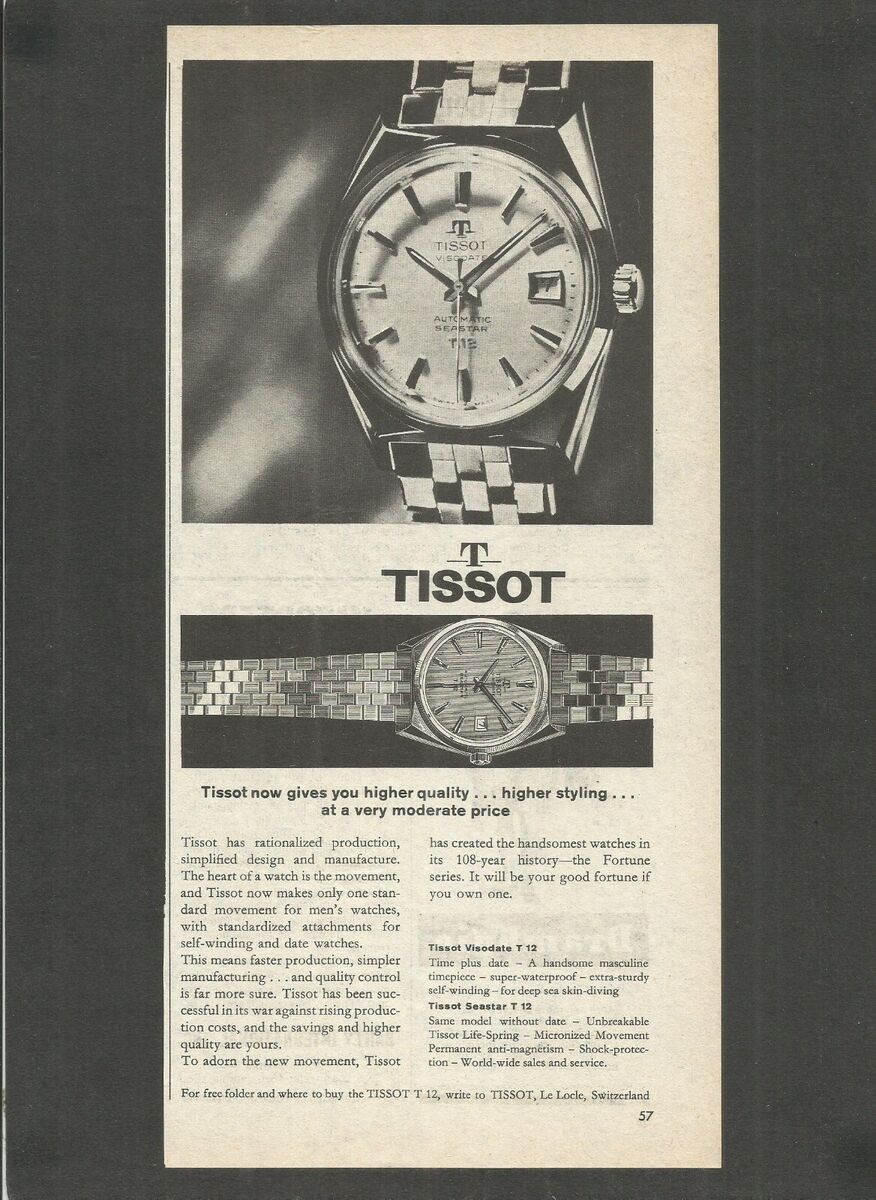 T
TISSOT
VISODATE
AUTOMATIC
SEASTAR
T.12
T
TISSOT
TISSOT
Tissot now gives you higher quality . . . higher styling . . .
at a very moderate price
Tissot has rationalized production,
simplified design and manufacture.
The heart of a watch is the movement,
and Tissot now makes only one stan-
dard movement for men's watches,
with standardized attachments for
self-winding and date watches.
This means faster production, simpler
manufacturing . . . and quality control
is far more sure. Tissot has been suc-
cessful in its war against rising produc-
tion costs, and the savings and higher
quality are yours.
To adorn the new movement, Tissot
has created the handsomest watches in
its 108-year history—the Fortune
series. It will be your good fortune if
you own one.
Tissot Visodate T 12
Time plus date – A handsome masculine
timepiece – super-waterproof – extra-sturdy
self-winding – for deep sea skin-diving
Tissot Seastar T 12
Same model without date – Unbreakable
Tissot Life-Spring – Micronized Movement
Permanent anti-magnetism – Shock-protec-
tion – World-wide sales and service.
For free folder and where to buy the TISSOT T 12, write to TISSOT, Le Locle, Switzerland
57